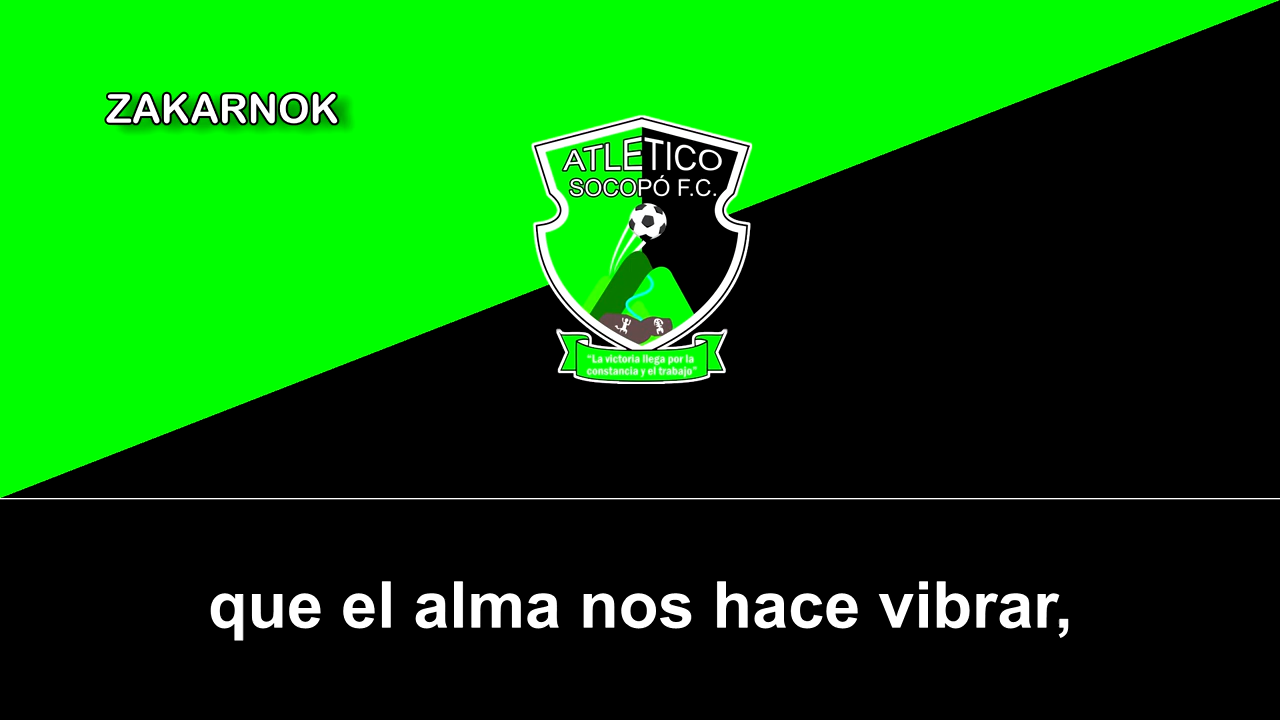 ZAKARNOK
ATLETICO
SOCOPÓ F.C.
“La victoria llega por la
constancia y el trabajo”
que el alma nos hace vibrar,